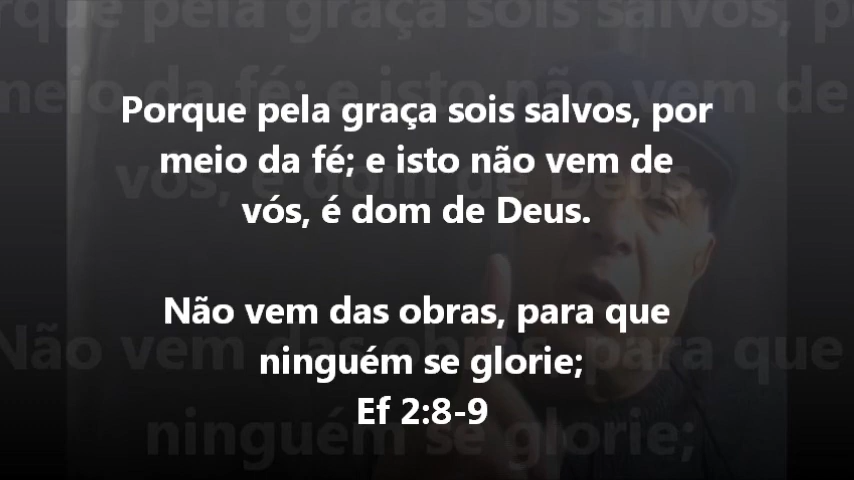 Porque pela graça sois salvos, por
meio da fé; e isto não vem de
vós, é dom de Deus.
Não vem das obras, para que
ninguém se glorie;
Ef 2:8-9